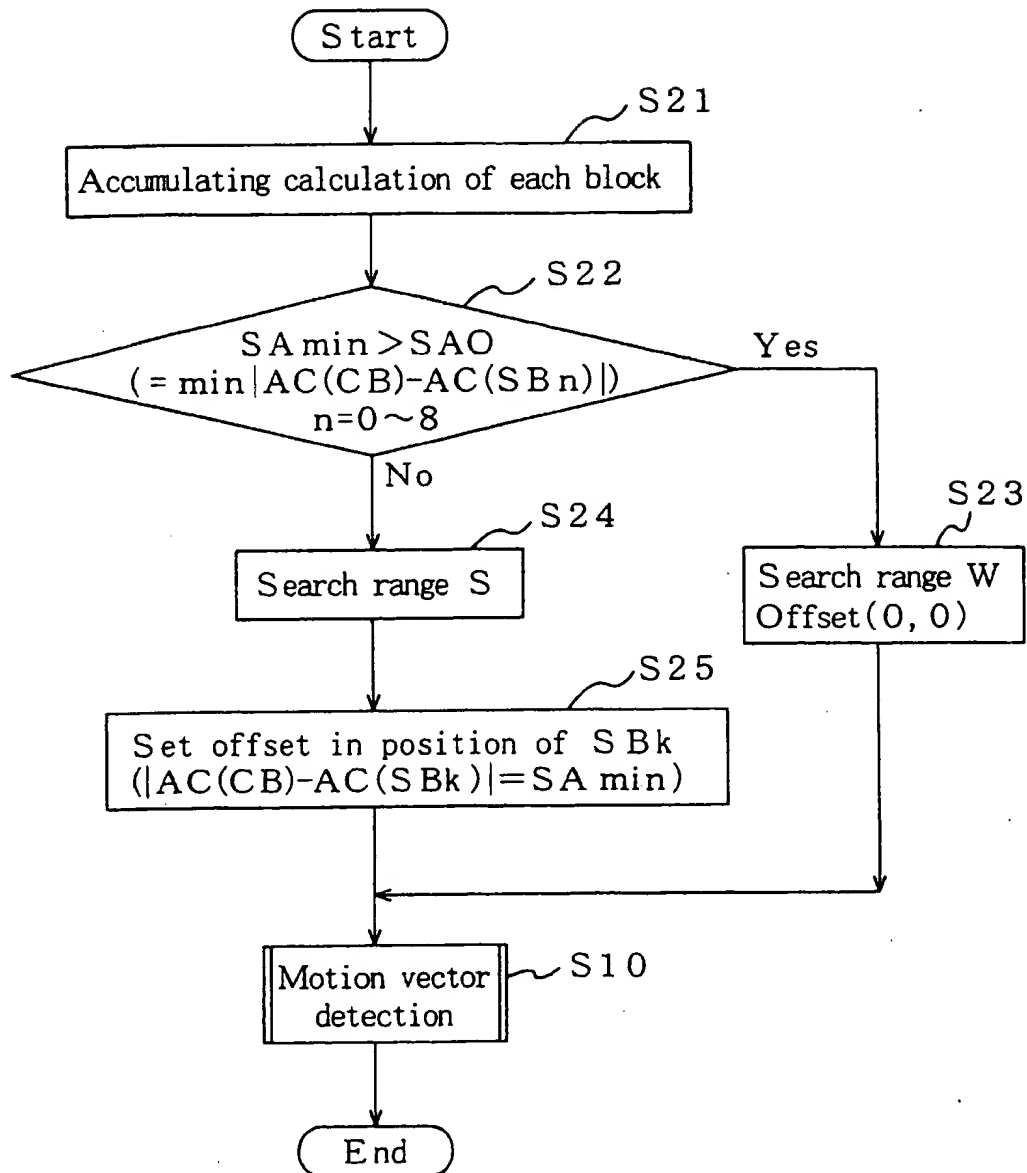 Start
S21
Accumulating calculation of each block
S22
SAmin>SAO
(=min|AC(CB)-AC(SBn)|)
n=0~8
Yes
No
S23
S24
Search range S
Search range W
Offset(0,0)
S25
Set offset in position of SBk
(|AC(CB)-AC(SBk)|=SAmin)
Motion vector
detection
S10
End